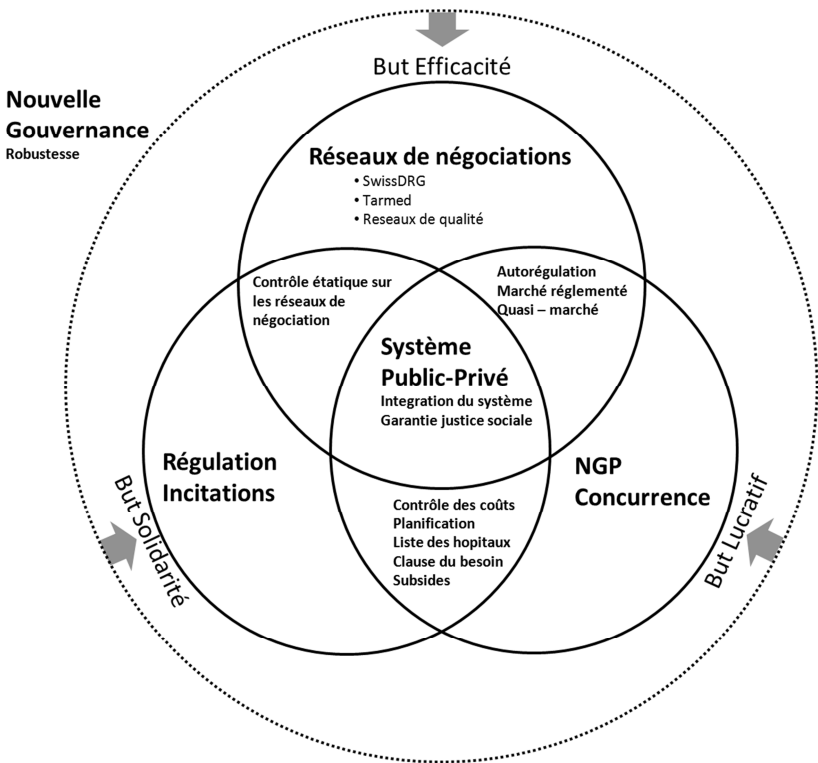 But Efficacité
Nouvelle
Gouvernance
Robustesse
Réseaux de négociations
• SwissDRG
• Tarmed
• Reseaux de qualité
Contrôle étatique sur
les réseaux de
négociation
Autorégulation
Marché réglementé
Quasi – marché
Système
Public-Privé
Integration du système
Garantie justice sociale
Régulation
Incitations
NGP
Concurrence
Contrôle des coûts
Planification
Liste des hopitaux
Clause du besoin
Subsides
But Solidarité
But Lucratif